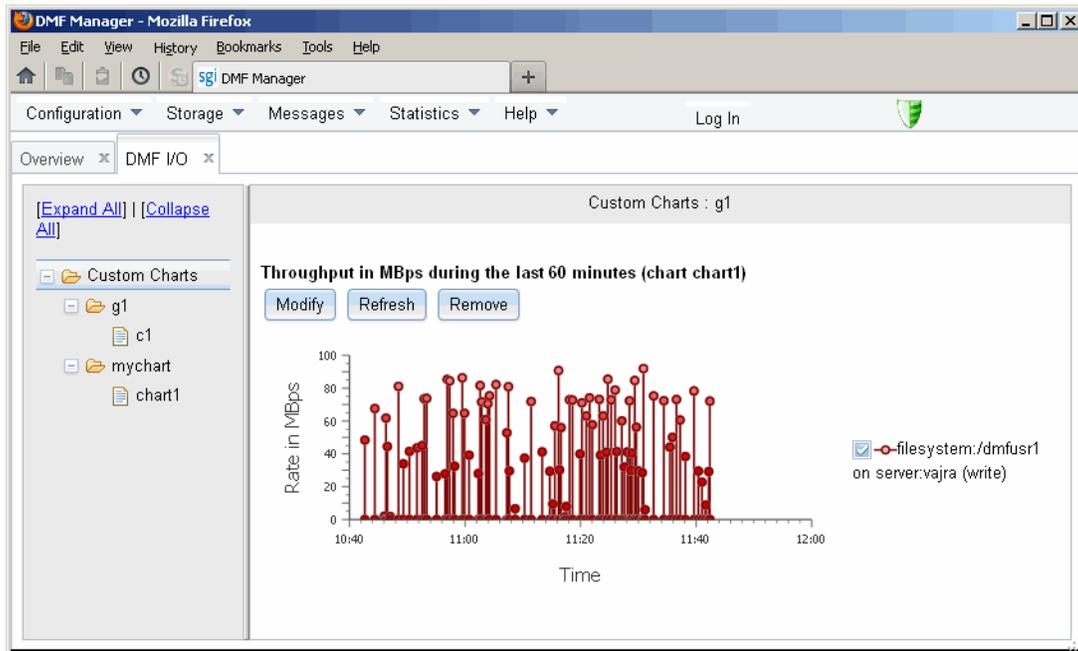 DMF Manager - Mozilla Firefox
File Edit View History Bookmarks Tools Help
sgi DMF Manager +
Configuration Storage Messages Statistics Help Log In
Overview x DMF I/O x
[Expand All] | [Collapse
All]
Custom Charts
g1
c1
mychart
chart1
Custom Charts : g1
Throughput in MBps during the last 60 minutes (chart chart1)
Modify Refresh Remove
Rate in MBps
100
80
60
40
20
0
10:40 11:00 11:20 11:40 12:00
Time
filesystem:/dmfusr1
on server:vajra (write)